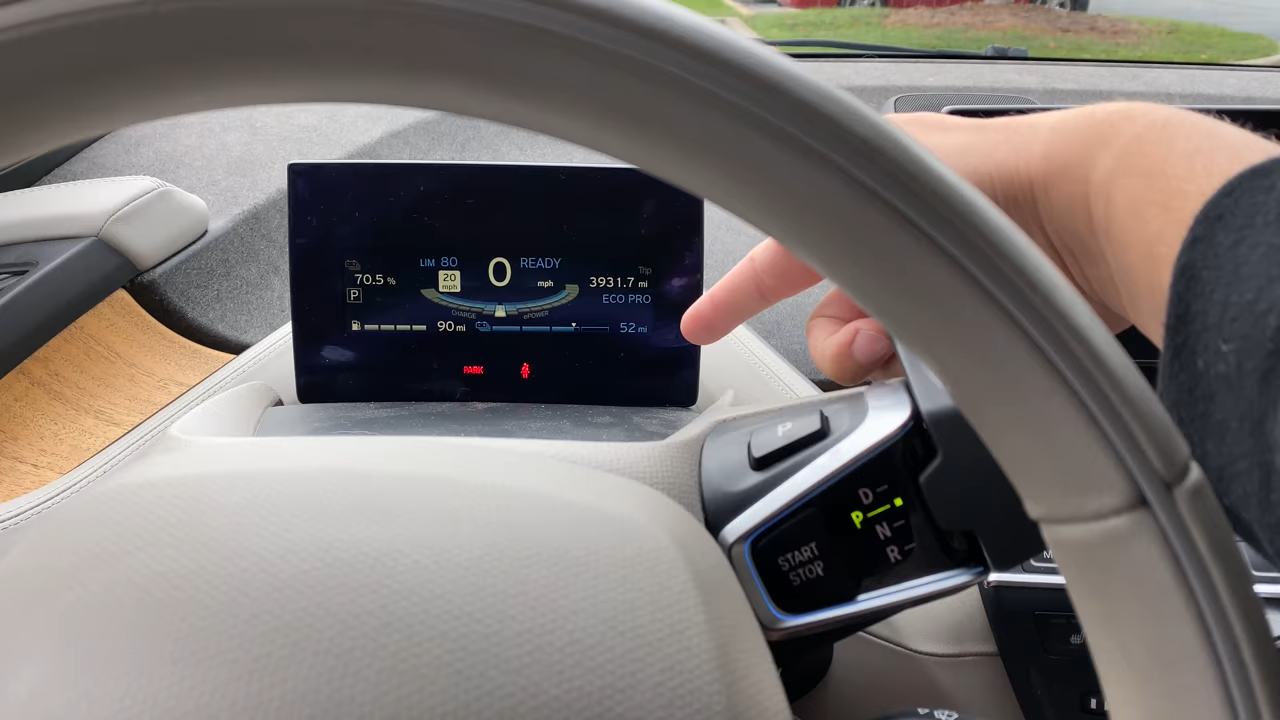 LIM 80
READY
70.5 %
20
mph
0
mph
Trip
3931.7 mi
P
ECO PRO
CHARGE
ePOWER
90 mi
52 mi
PARK
P
D
P
N
R
START
STOP
M